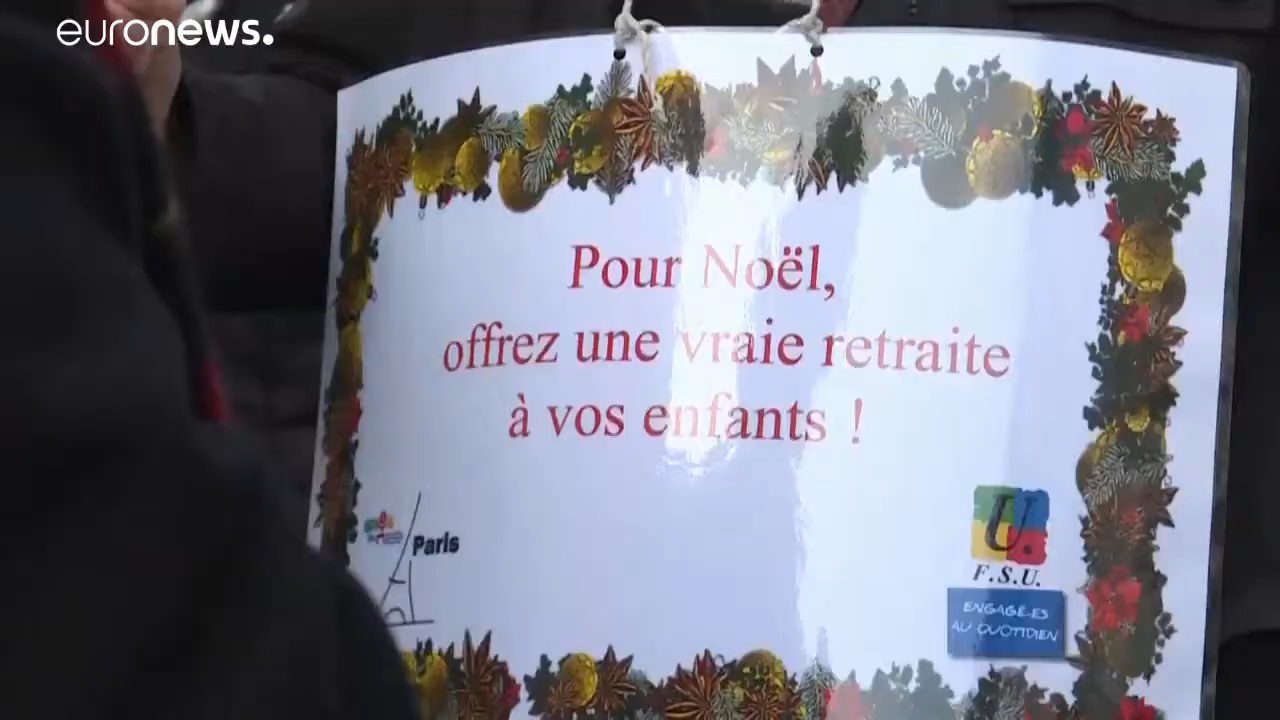 euronews.
Pour Noël,
offrez une vraie retraite
à vos enfants !
Paris
U.
F.S.U.
ENGAGÉ·ES
AU QUOTIDIEN